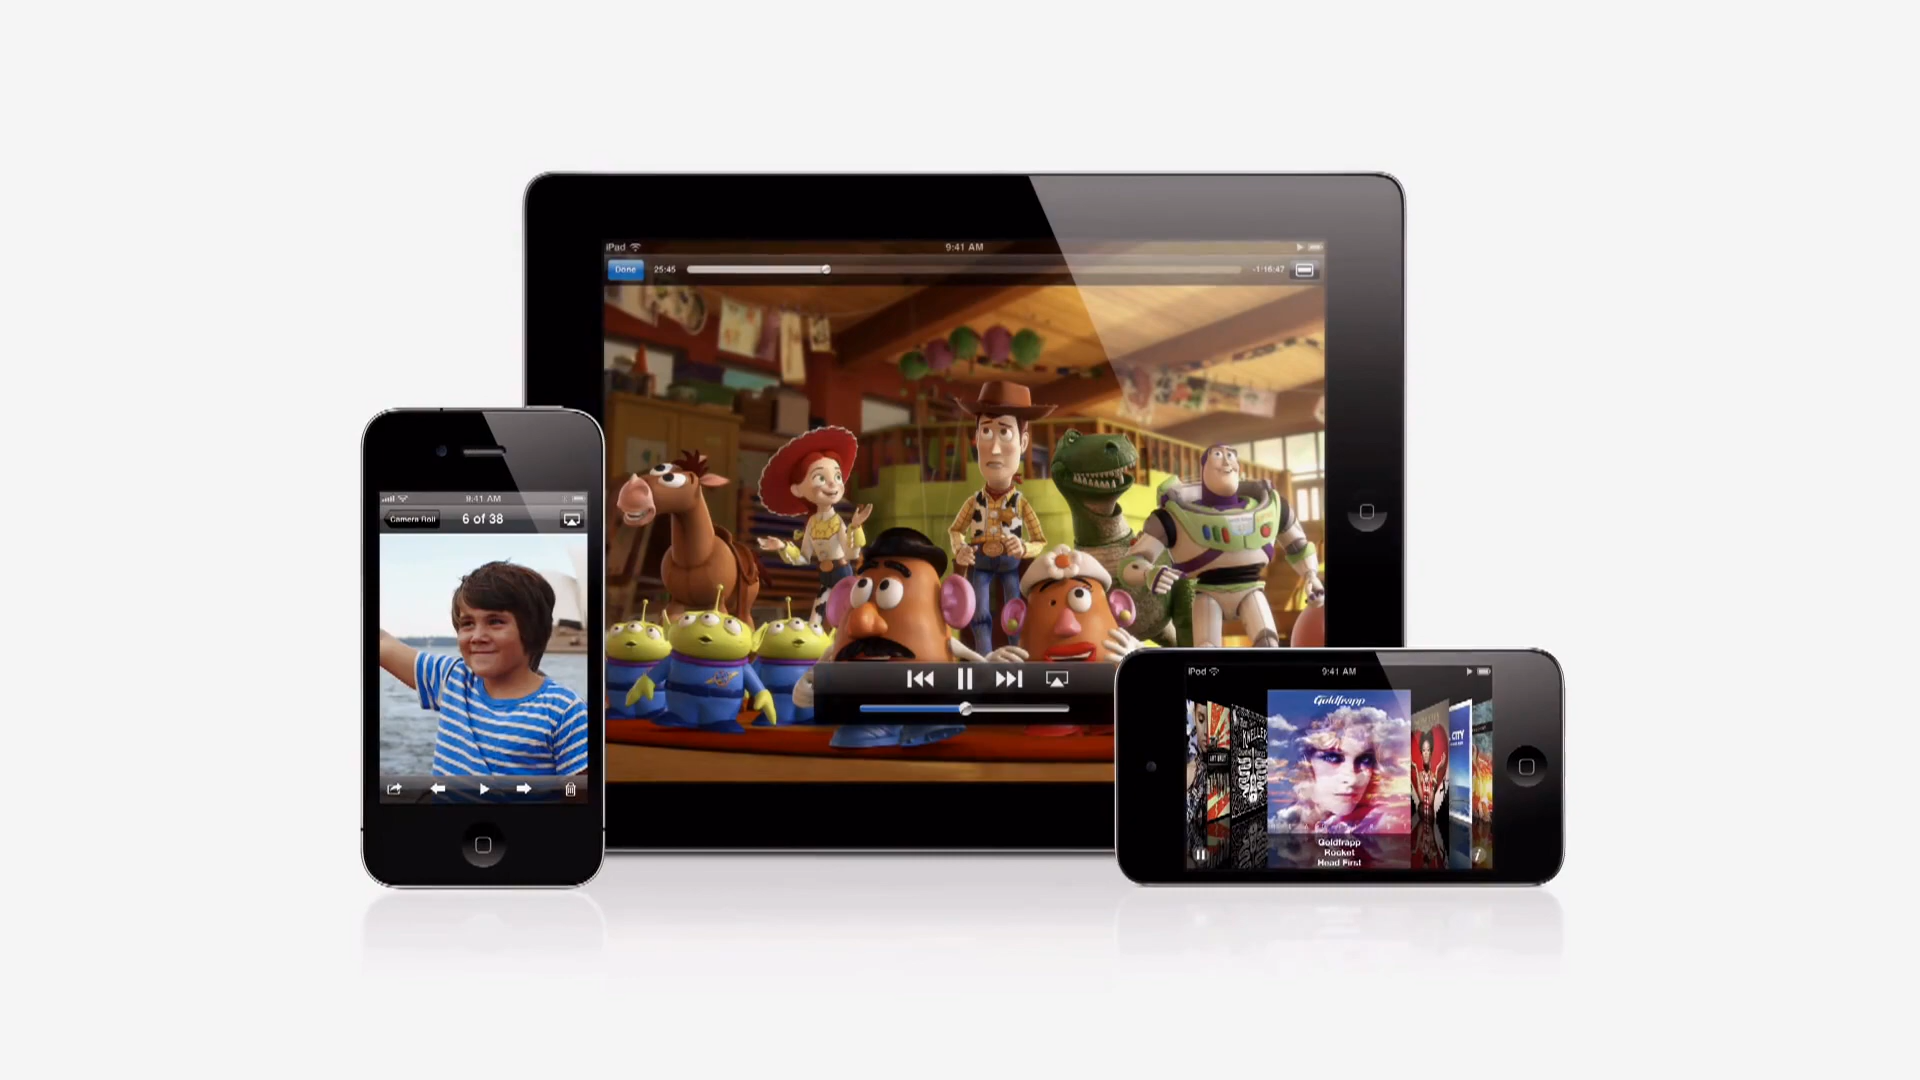 iPad
9:41 AM
Done
25:45
-1:16:47
9:41 AM
Camera Roll
6 of 38
iPod
9:41 AM
Goldfrapp
CITY
Goldfrapp
Rocket
Head First